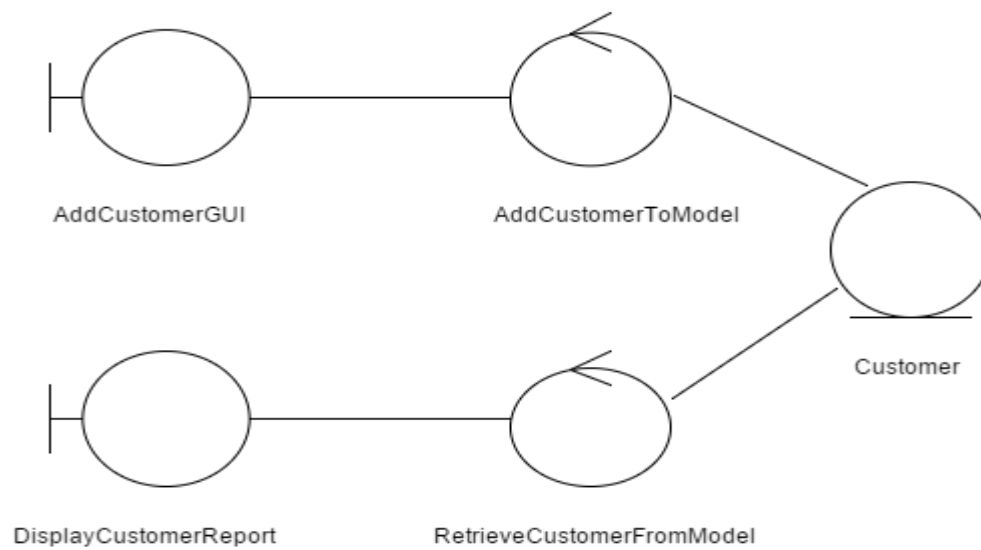 AddCustomerGUI
AddCustomerToModel
Customer
DisplayCustomerReport
RetrieveCustomerFromModel